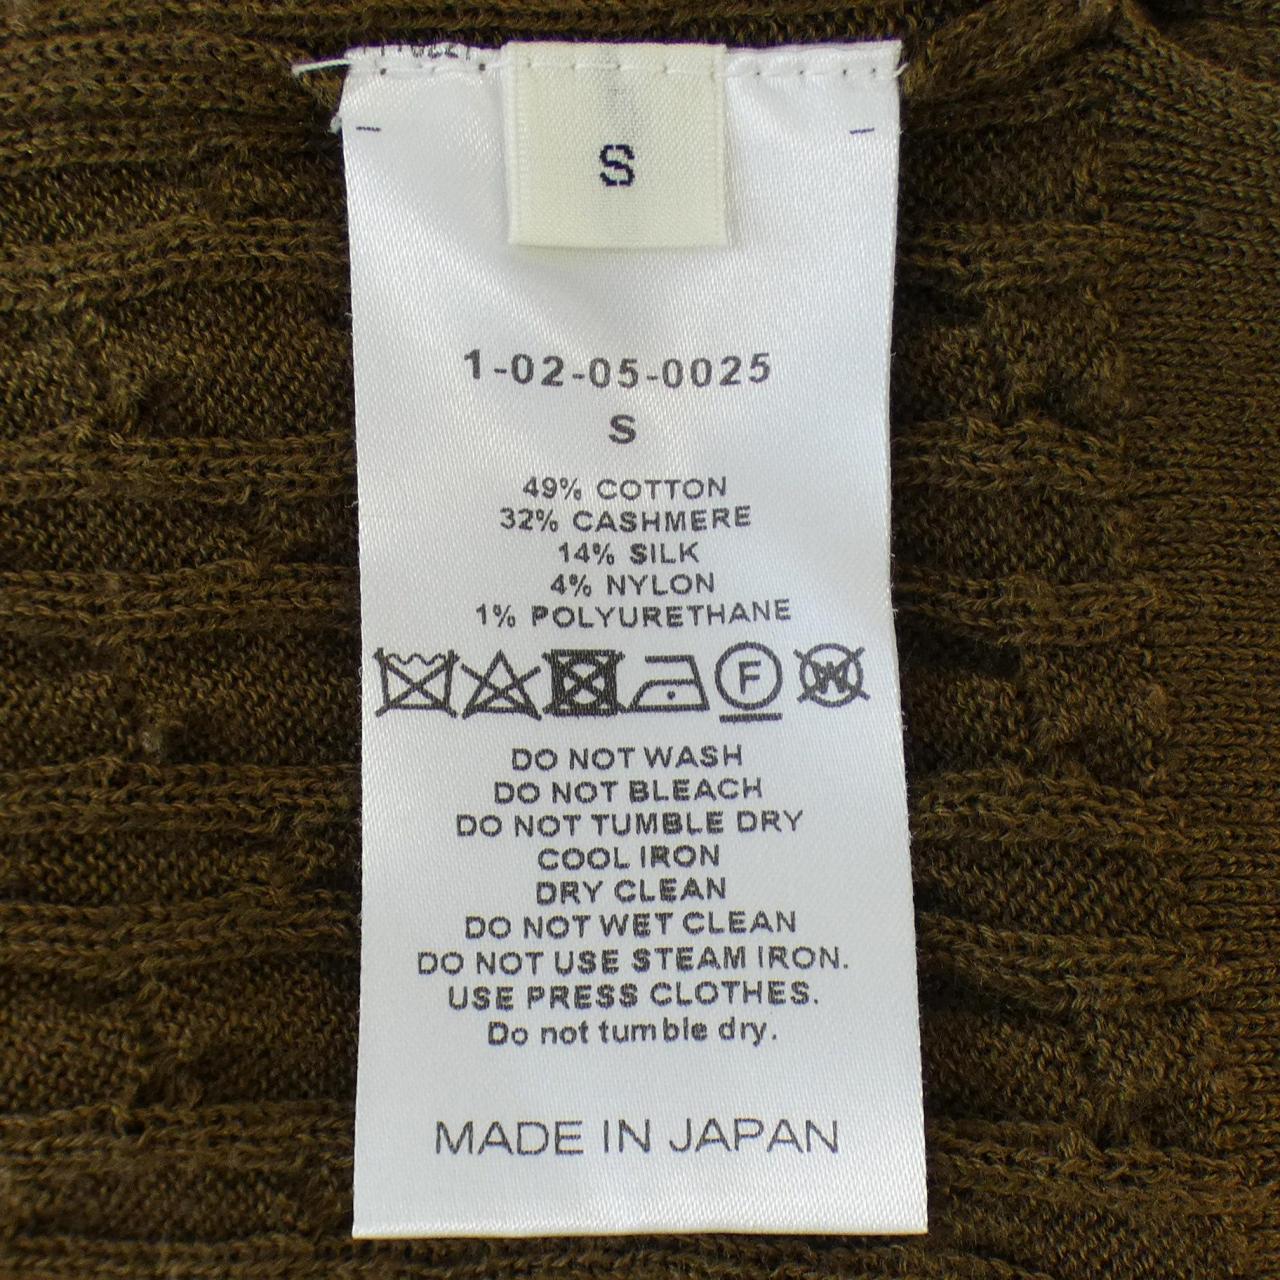 S
1-02-05-0025
S
49% COTTON
32% CASHMERE
14% SILK
4% NYLON
1% POLYURETHANE
F W
DO NOT WASH
DO NOT BLEACH
DO NOT TUMBLE DRY
COOL IRON
DRY CLEAN
DO NOT WET CLEAN
DO NOT USE STEAM IRON.
USE PRESS CLOTHES.
Do not tumble dry.
MADE IN JAPAN